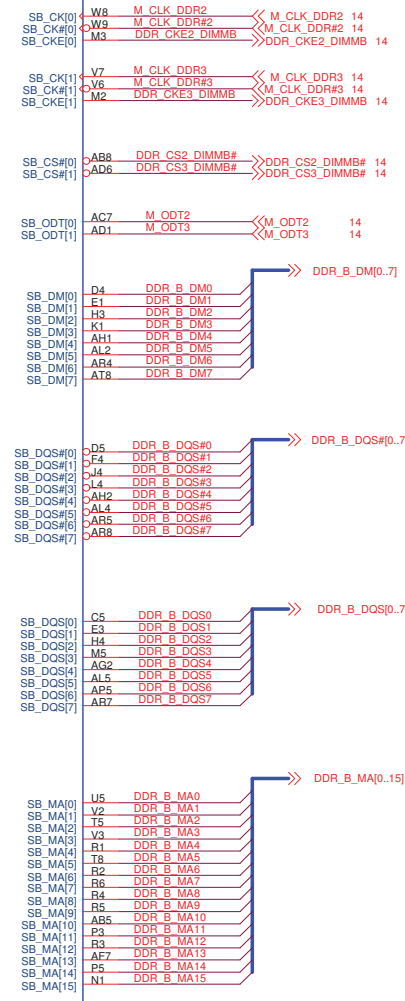 SB_CK[0] W8 M_CLK_DDR2 M_CLK_DDR2 14
SB_CK#[0] W9 M_CLK_DDR#2 M_CLK_DDR#2 14
SB_CKE[0] M3 DDR_CKE2_DIMMB DDR_CKE2_DIMMB 14
SB_CK[1] V7 M_CLK_DDR3 M_CLK_DDR3 14
SB_CK#[1] V6 M_CLK_DDR#3 M_CLK_DDR#3 14
SB_CKE[1] M2 DDR_CKE3_DIMMB DDR_CKE3_DIMMB 14
SB_CS#[0] AB8 DDR_CS2_DIMMB# DDR_CS2_DIMMB# 14
SB_CS#[1] AD6 DDR_CS3_DIMMB# DDR_CS3_DIMMB# 14
SB_ODT[0] AC7 M_ODT2 M_ODT2 14
SB_ODT[1] AD1 M_ODT3 M_ODT3 14
DDR_B_DM[0..7]
SB_DM[0] D4 DDR_B_DM0
SB_DM[1] E1 DDR_B_DM1
SB_DM[2] H3 DDR_B_DM2
SB_DM[3] K1 DDR_B_DM3
SB_DM[4] AH1 DDR_B_DM4
SB_DM[5] AL2 DDR_B_DM5
SB_DM[6] AR4 DDR_B_DM6
SB_DM[7] AT8 DDR_B_DM7
DDR_B_DQS#[0..7
SB_DQS#[0] D5 DDR_B_DQS#0
SB_DQS#[1] F4 DDR_B_DQS#1
SB_DQS#[2] J4 DDR_B_DQS#2
SB_DQS#[3] L4 DDR_B_DQS#3
SB_DQS#[4] AH2 DDR_B_DQS#4
SB_DQS#[5] AL4 DDR_B_DQS#5
SB_DQS#[6] AR5 DDR_B_DQS#6
SB_DQS#[7] AR8 DDR_B_DQS#7
DDR_B_DQS[0..7
SB_DQS[0] C5 DDR_B_DQS0
SB_DQS[1] E3 DDR_B_DQS1
SB_DQS[2] H4 DDR_B_DQS2
SB_DQS[3] M5 DDR_B_DQS3
SB_DQS[4] AG2 DDR_B_DQS4
SB_DQS[5] AL5 DDR_B_DQS5
SB_DQS[6] AP5 DDR_B_DQS6
SB_DQS[7] AR7 DDR_B_DQS7
DDR_B_MA[0..15]
SB_MA[0] U5 DDR_B_MA0
SB_MA[1] V2 DDR_B_MA1
SB_MA[2] T5 DDR_B_MA2
SB_MA[3] V3 DDR_B_MA3
SB_MA[4] R1 DDR_B_MA4
SB_MA[5] T8 DDR_B_MA5
SB_MA[6] R2 DDR_B_MA6
SB_MA[7] R6 DDR_B_MA7
SB_MA[8] R4 DDR_B_MA8
SB_MA[9] R5 DDR_B_MA9
SB_MA[10] AB5 DDR_B_MA10
SB_MA[11] P3 DDR_B_MA11
SB_MA[12] R3 DDR_B_MA12
SB_MA[13] AF7 DDR_B_MA13
SB_MA[14] P5 DDR_B_MA14
SB_MA[15] N1 DDR_B_MA15